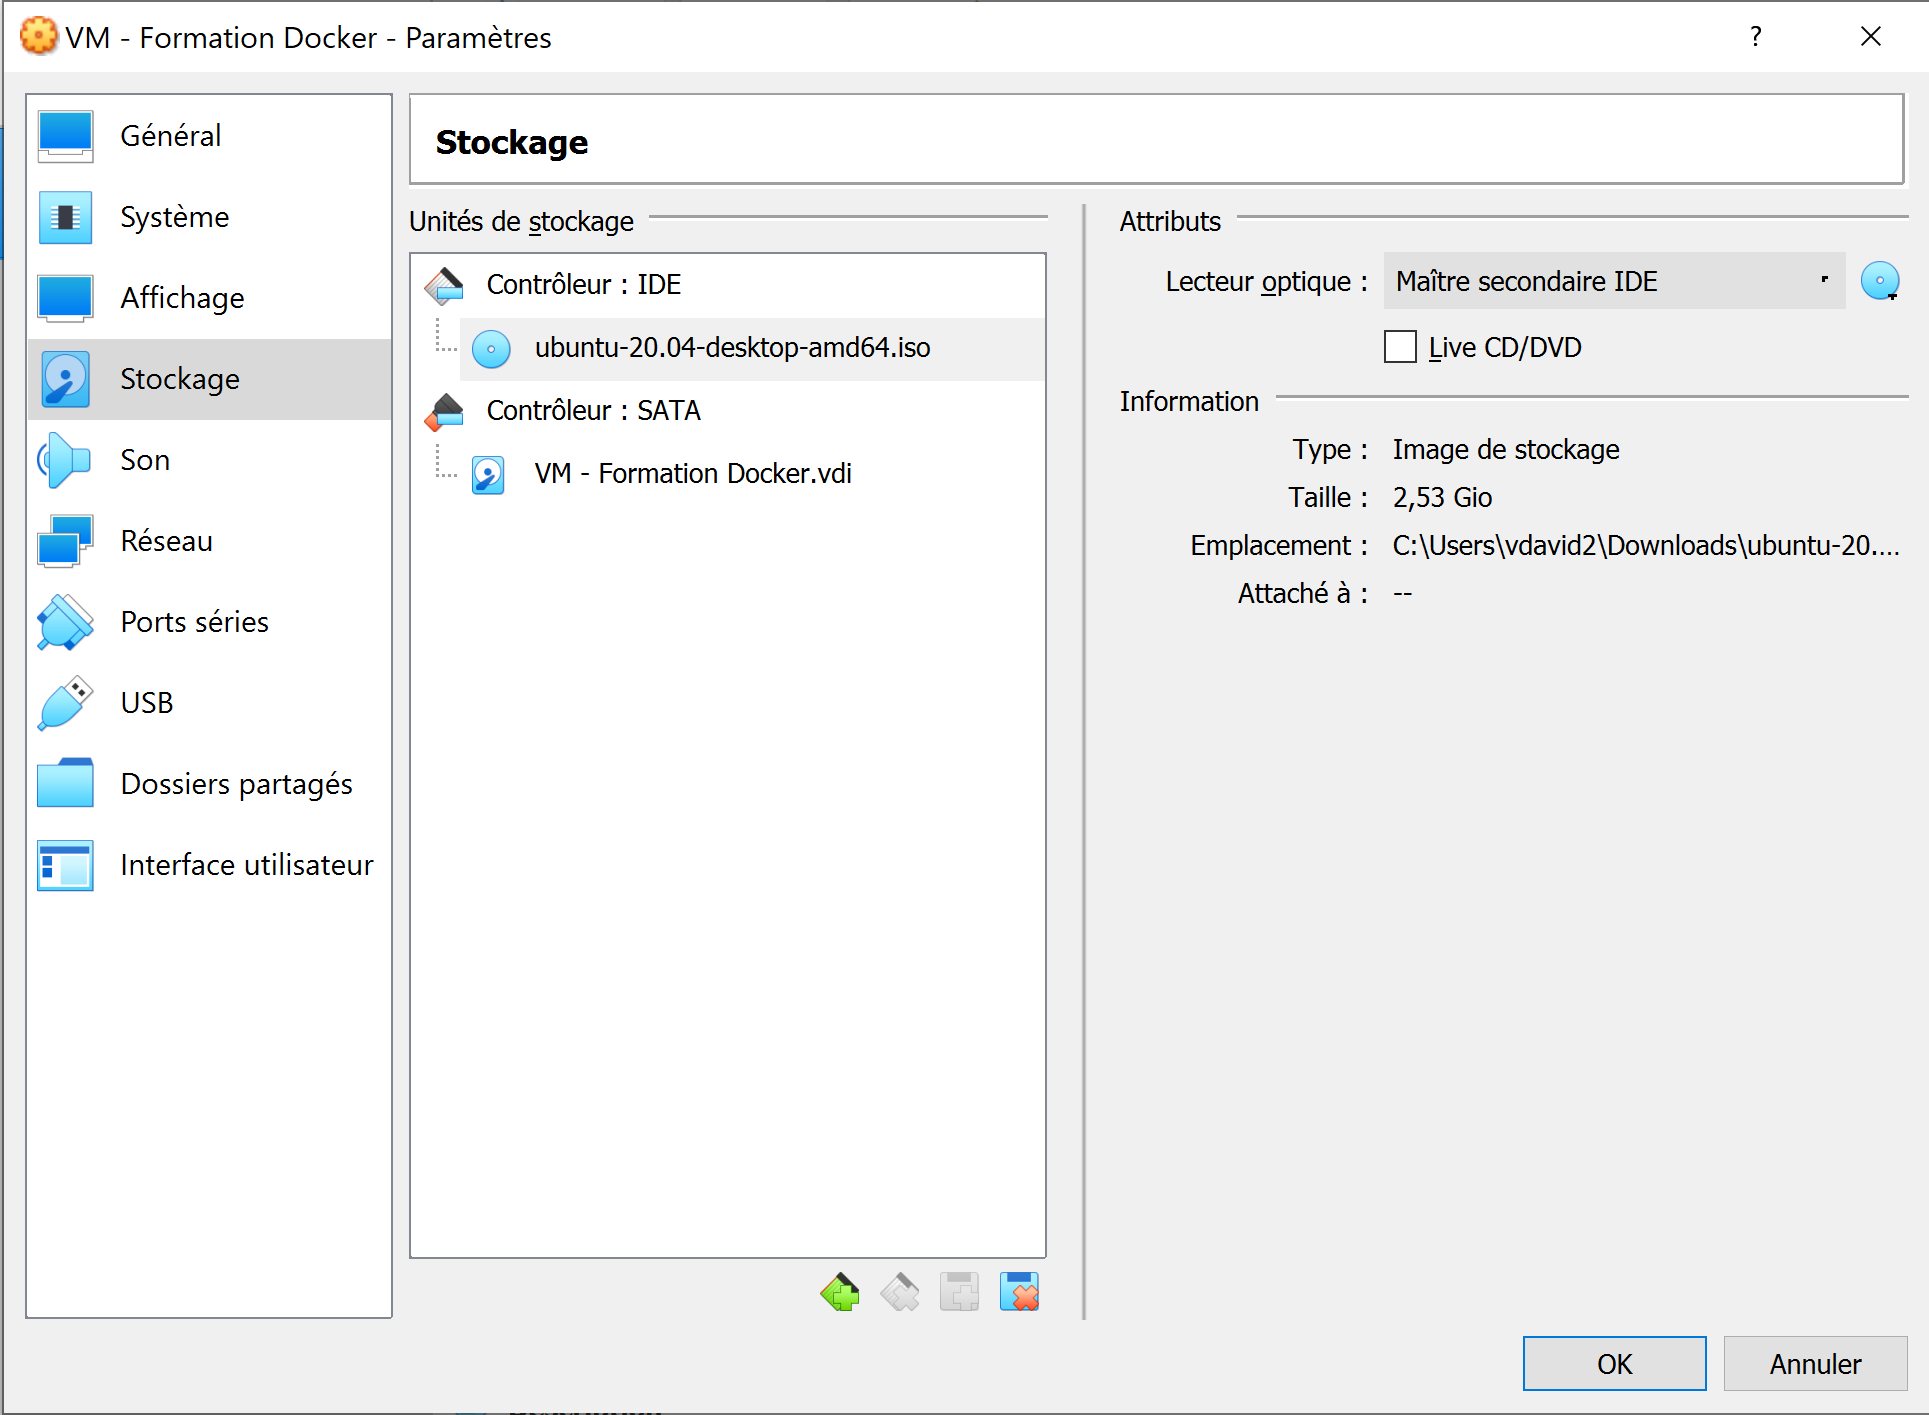 VM - Formation Docker - Paramètres
?
Général
Système
Affichage
Stockage
Son
Réseau
Ports séries
USB
Dossiers partagés
Interface utilisateur
Stockage
Unités de stockage
Contrôleur : IDE
ubuntu-20.04-desktop-amd64.iso
Contrôleur : SATA
VM - Formation Docker.vdi
Attributs
Lecteur optique : Maître secondaire IDE
Live CD/DVD
Information
Type : Image de stockage
Taille : 2,53 Gio
Emplacement : C:\Users\vdavid2\Downloads\ubuntu-20....
Attaché à : --
OK
Annuler